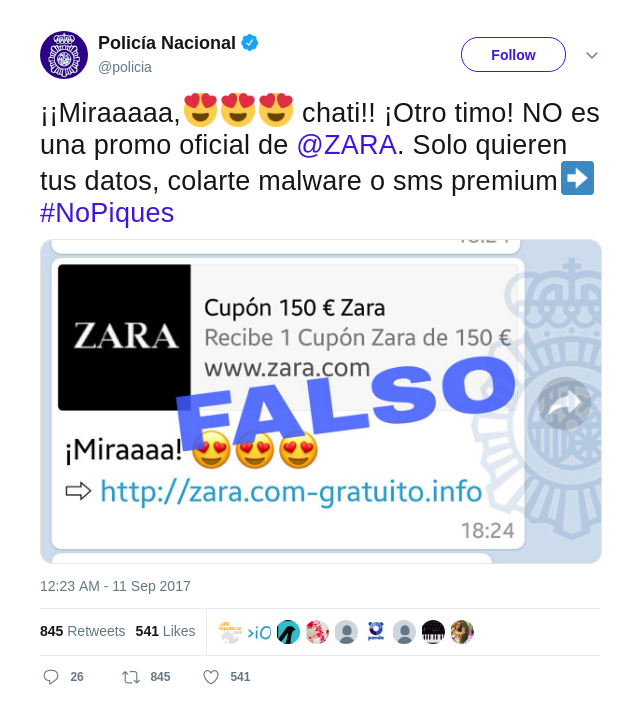 Policía Nacional
@policia
Follow
¡¡Miraaaaa,😍😍😍 chati!! ¡Otro timo! NO es
una promo oficial de @ZARA. Solo quieren
tus datos, colarte malware o sms premium➡
#NoPiques
ZARA
Cupón 150 € Zara
Recibe 1 Cupón Zara de 150 €
www.zara.com
FALSO
¡Miraaaa! 😍😍😍
⇨ http://zara.com-gratuito.info
18:24
12:23 AM - 11 Sep 2017
845 Retweets 541 Likes
26 845 541